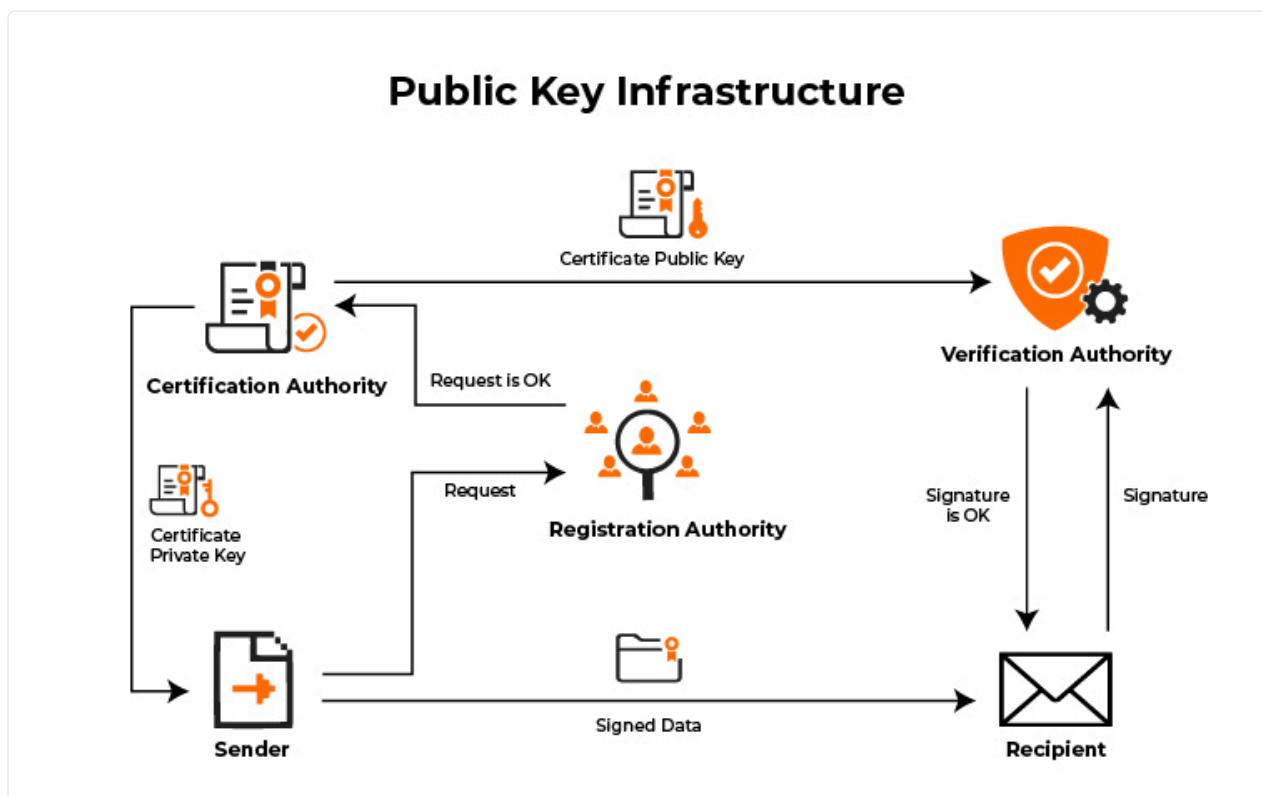 Public Key Infrastructure
Certificate Public Key
Verification Authority
Certification Authority
Request is OK
Request
Registration Authority
Signature
is OK
Signature
Certificate
Private Key
Signed Data
Sender
Recipient